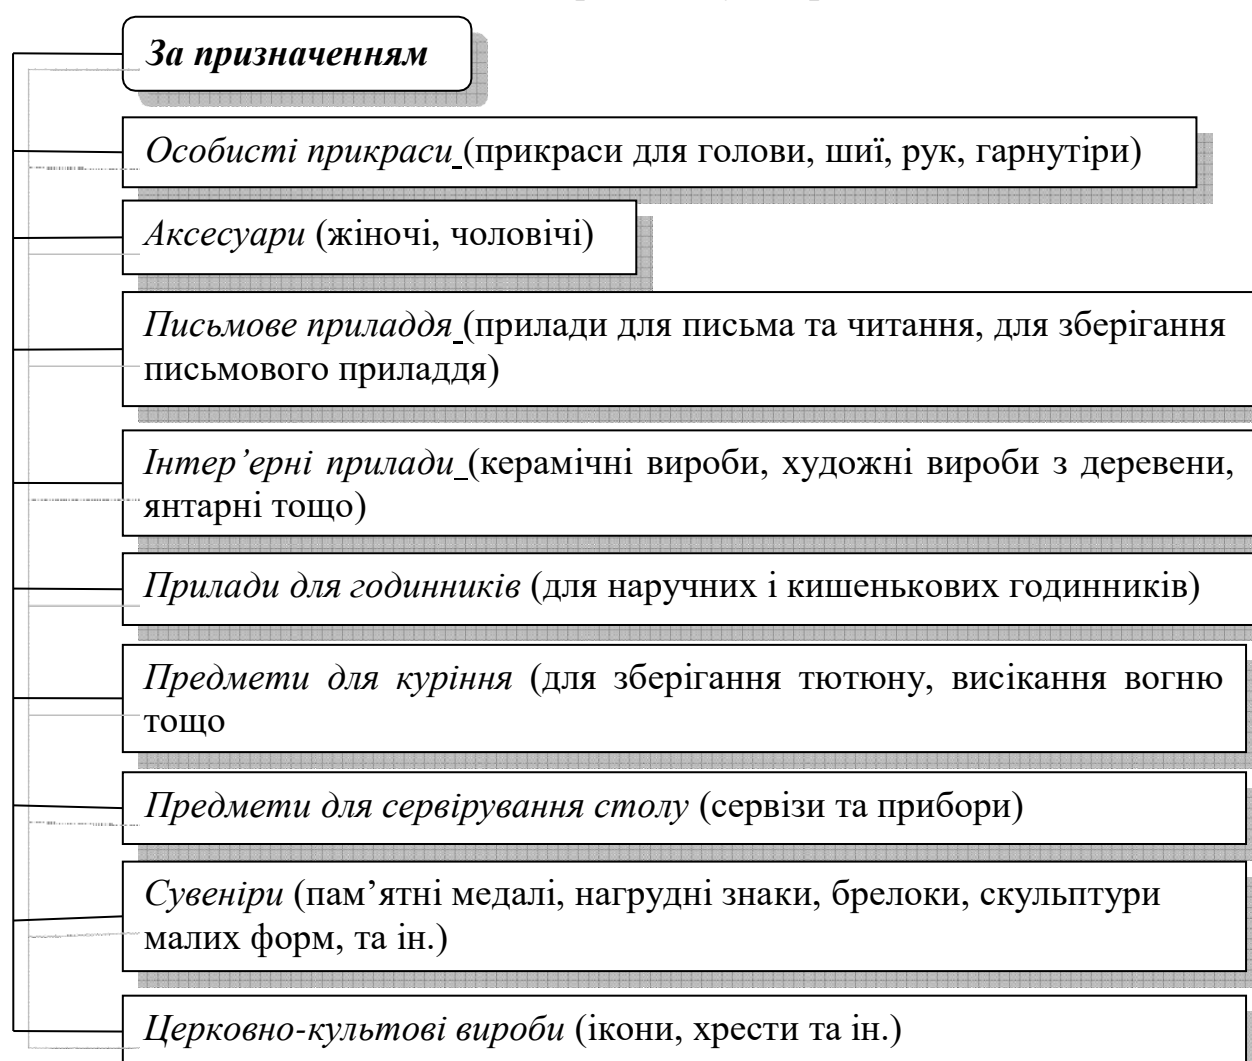 За призначенням
Особисті прикраси (прикраси для голови, шиї, рук, гарнутіри)
Аксесуари (жіночі, чоловічі)
Письмове приладдя (прилади для письма та читання, для зберігання
письмового приладдя)
Інтер’ерні прилади (керамічні вироби, художні вироби з деревени,
янтарні тощо)
Прилади для годинників (для наручних і кишенькових годинників)
Предмети для куріння (для зберігання тютюну, висікання вогню
тощо
Предмети для сервірування столу (сервізи та прибори)
Сувеніри (пам’ятні медалі, нагрудні знаки, брелоки, скульптури
малих форм, та ін.)
Церковно-культові вироби (ікони, хрести та ін.)